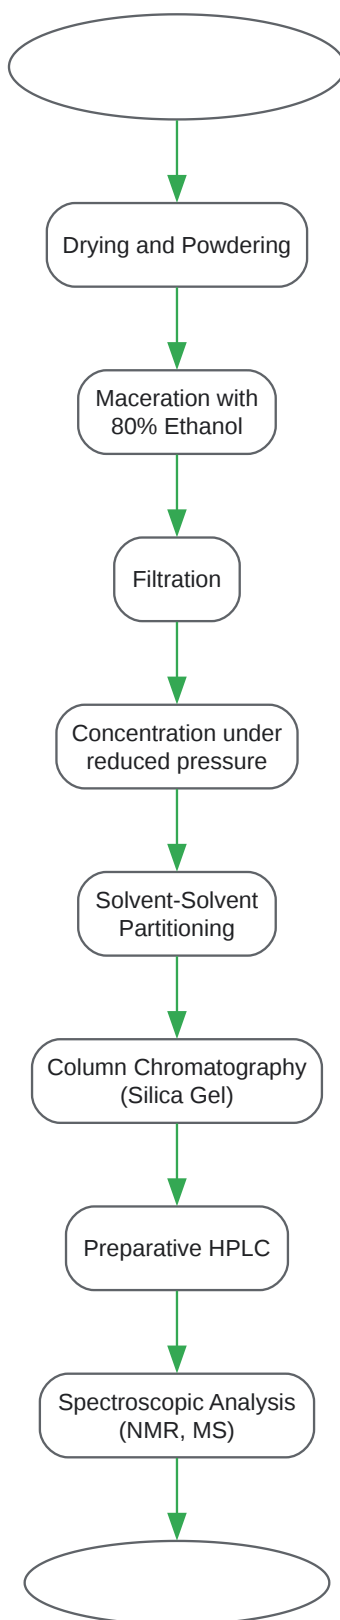 Drying and Powdering
Maceration with
80% Ethanol
Filtration
Concentration under
reduced pressure
Solvent-Solvent
Partitioning
Column Chromatography
(Silica Gel)
Preparative HPLC
Spectroscopic Analysis
(NMR, MS)